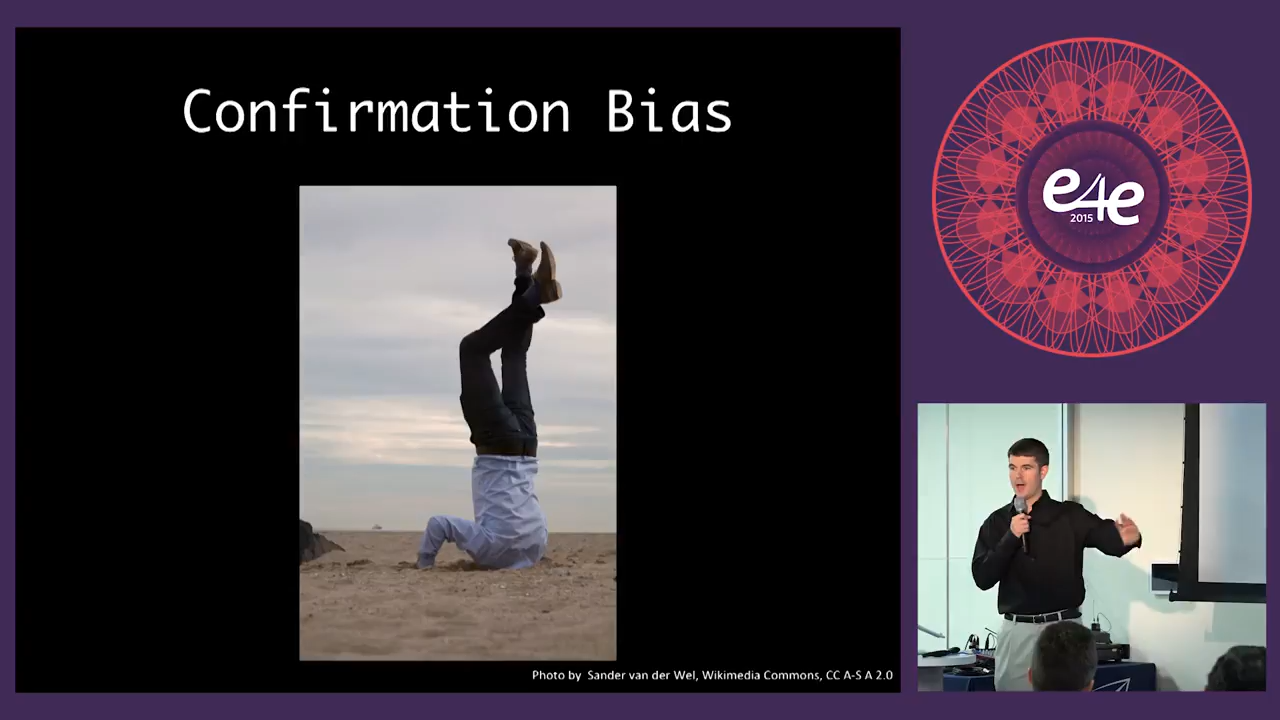 Confirmation Bias
Photo by Sander van der Wel, Wikimedia Commons, CC A-S A 2.0
e4e
2015